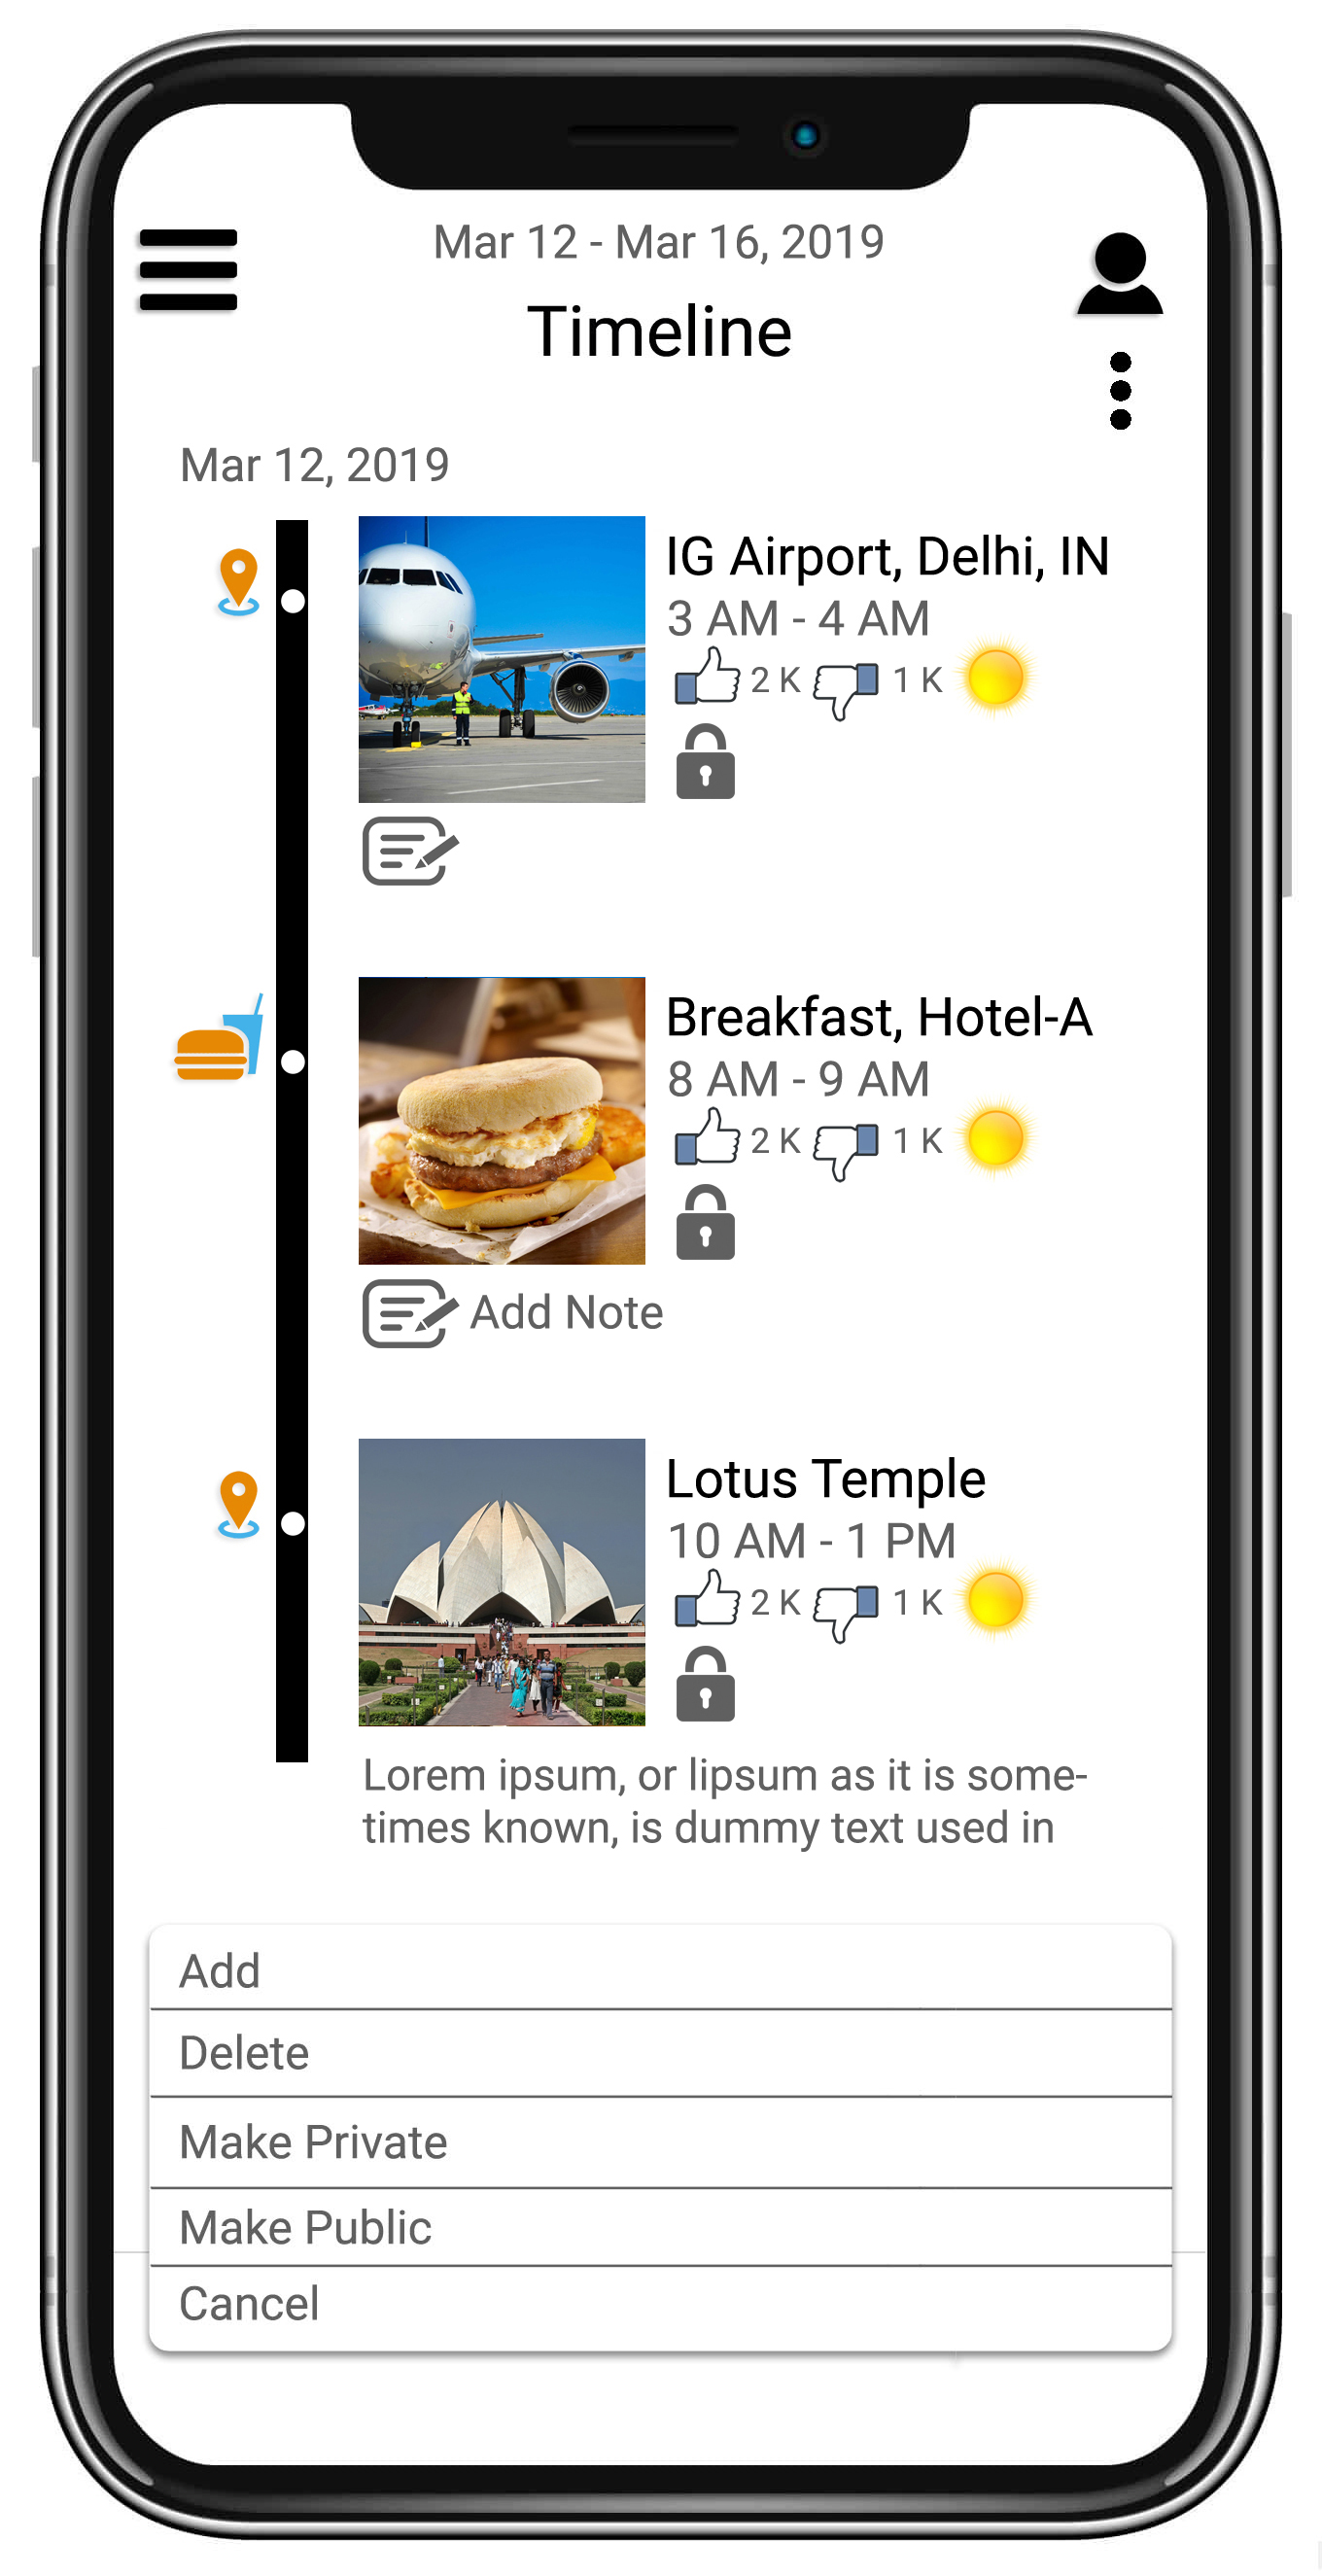 Mar 12 - Mar 16, 2019
Timeline
Mar 12, 2019
IG Airport, Delhi, IN
3 AM - 4 AM
2 K 1 K
Breakfast, Hotel-A
8 AM - 9 AM
2 K 1 K
Add Note
Lotus Temple
10 AM - 1 PM
2 K 1 K
Lorem ipsum, or lipsum as it is some-
times known, is dummy text used in
Add
Delete
Make Private
Make Public
Cancel